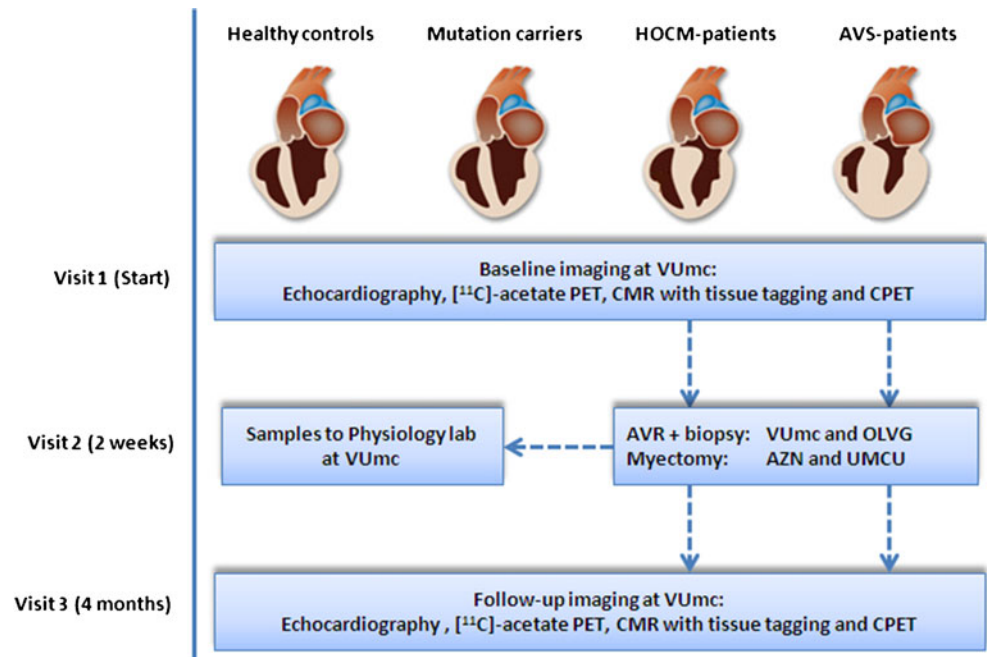 Healthy controls Mutation carriers HOCM-patients AVS-patients
Visit 1 (Start)
Baseline imaging at VUmc:
Echocardiography, [¹¹C]-acetate PET, CMR with tissue tagging and CPET
Visit 2 (2 weeks)
Samples to Physiology lab
at VUmc
AVR + biopsy: VUmc and OLVG
Myectomy: AZN and UMCU
Visit 3 (4 months)
Follow-up imaging at VUmc:
Echocardiography , [¹¹C]-acetate PET, CMR with tissue tagging and CPET